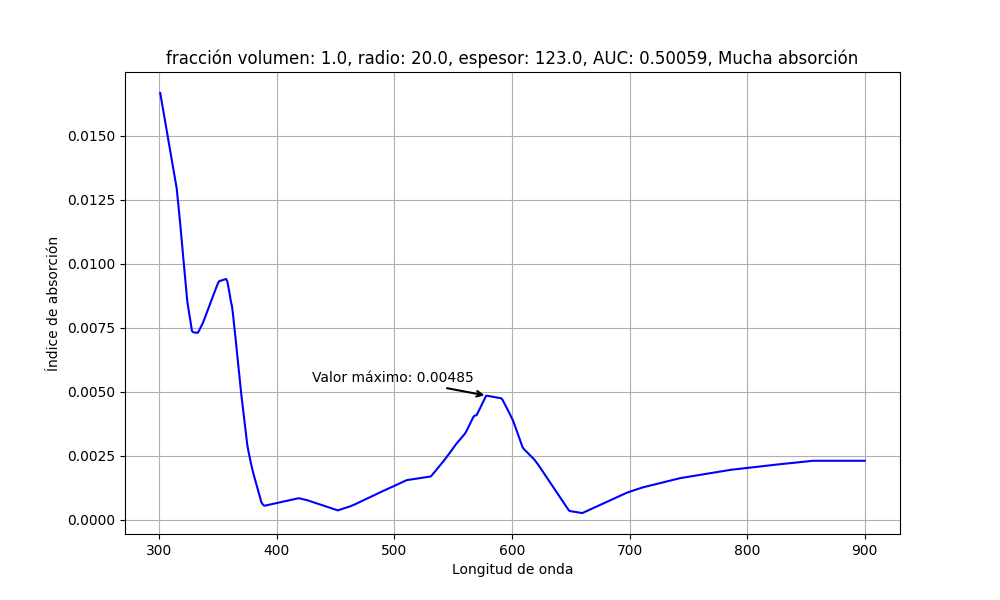 fracción volumen: 1.0, radio: 20.0, espesor: 123.0, AUC: 0.50059, Mucha absorción
0.0150
0.0125
0.0100
0.0075
0.0050
0.0025
0.0000
Índice de absorción
Valor máximo: 0.00485
300 400 500 600 700 800 900
Longitud de onda